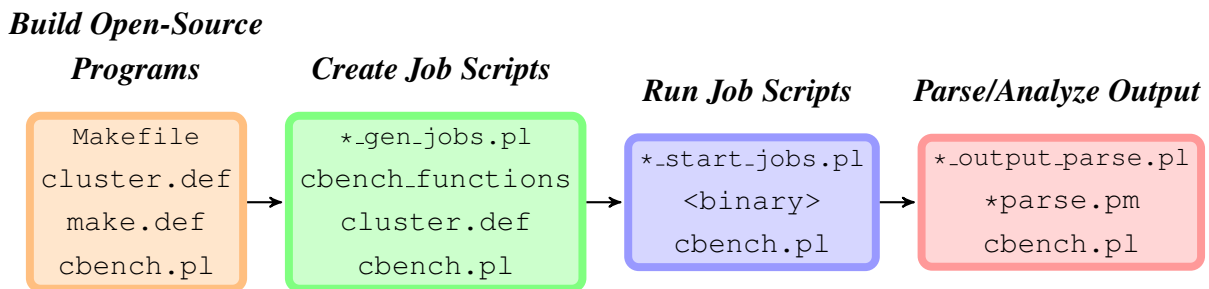 Build Open-Source
Programs
Makefile
cluster.def
make.def
cbench.pl
Create Job Scripts
*_gen_jobs.pl
cbench_functions
cluster.def
cbench.pl
Run Job Scripts
*_start_jobs.pl
<binary>
cbench.pl
Parse/Analyze Output
*_output_parse.pl
*parse.pm
cbench.pl